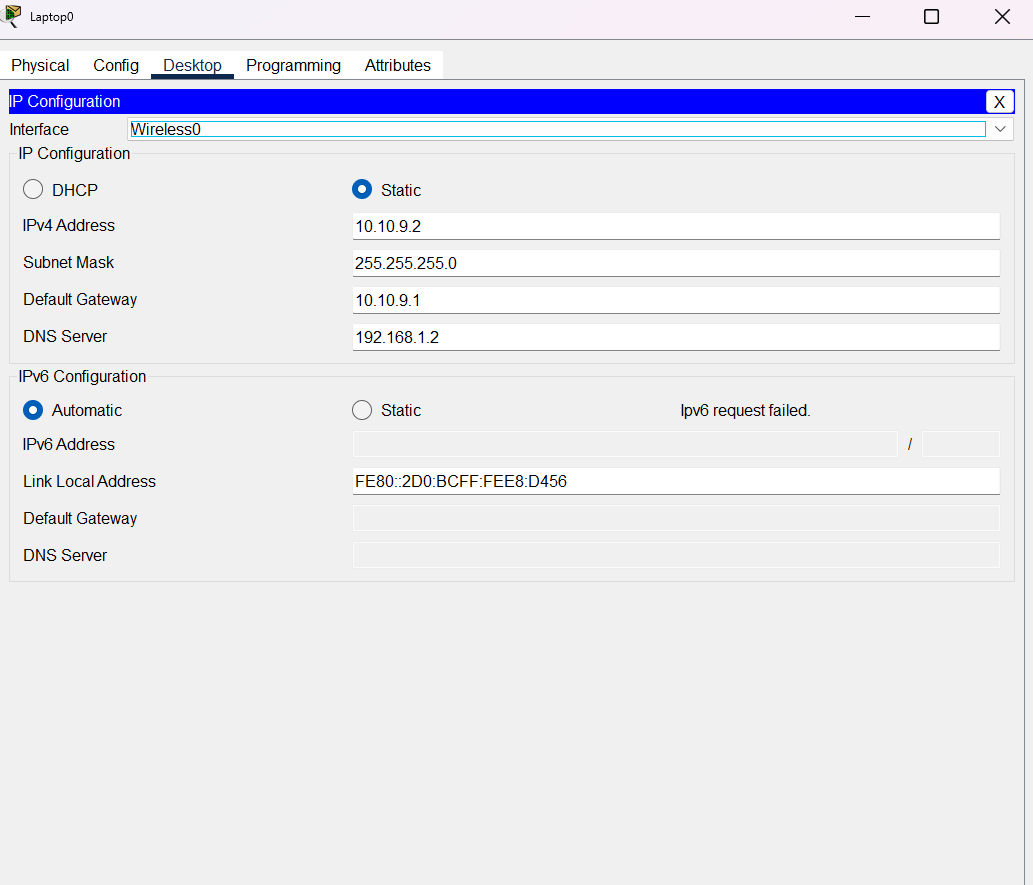 Laptop0
Physical Config Desktop Programming Attributes
IP Configuration X
Interface Wireless0
IP Configuration
DHCP Static
IPv4 Address 10.10.9.2
Subnet Mask 255.255.255.0
Default Gateway 10.10.9.1
DNS Server 192.168.1.2
IPv6 Configuration
Automatic Static Ipv6 request failed.
IPv6 Address /
Link Local Address FE80::2D0:BCFF:FEE8:D456
Default Gateway
DNS Server